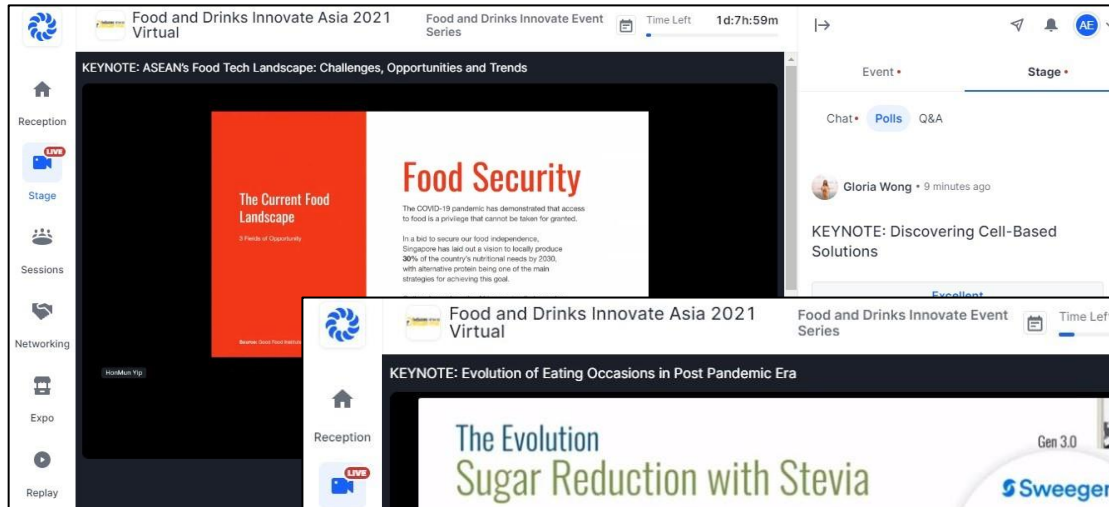 Food and Drinks Innovate Asia 2021
Virtual
Food and Drinks Innovate Event
Series
Time Left
1d:7h:59m
AE
KEYNOTE: ASEAN's Food Tech Landscape: Challenges, Opportunities and Trends
Event
Stage
Reception
LIVE
Stage
Sessions
Networking
Expo
Replay
The Current Food
Landscape
3 Fields of Opportunity
Source: Good Food Institute
Food Security
The COVID-19 pandemic has demonstrated that access
to food is a privilege that cannot be taken for granted.
In a bid to secure our food independence,
Singapore has laid out a vision to locally produce
30% of the country's nutritional needs by 2030,
with alternative protein being one of the main
strategies for achieving this goal.
HanMun Yip
Chat
Polls
Q&A
Gloria Wong • 9 minutes ago
KEYNOTE: Discovering Cell-Based
Solutions
Excellent
Food and Drinks Innovate Asia 2021
Virtual
Food and Drinks Innovate Event
Series
Time Left
KEYNOTE: Evolution of Eating Occasions in Post Pandemic Era
Reception
LIVE
The Evolution
Sugar Reduction with Stevia
Gen 3.0
Sweegen